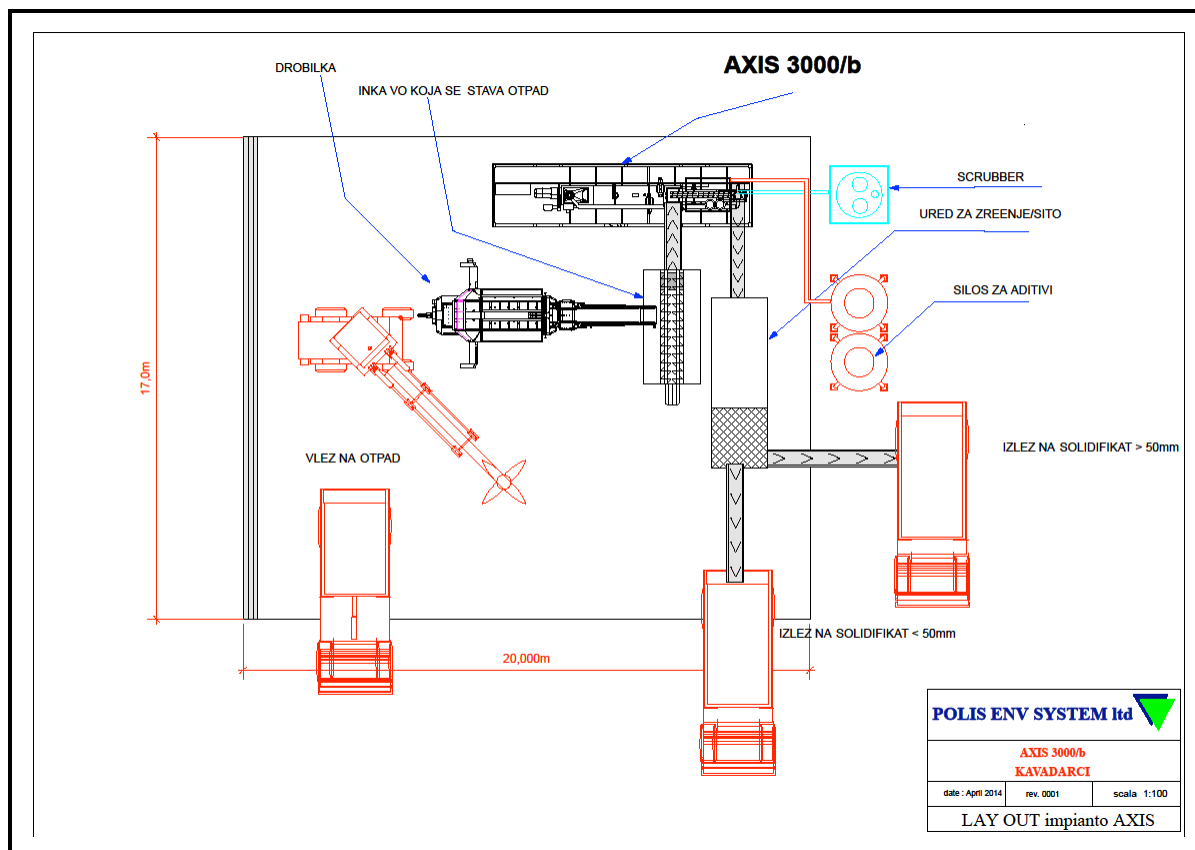 AXIS 3000/b
DROBILKA
INKA VO KOJA SE STAVA OTPAD
SCRUBBER
URED ZA ZREENJE/SITO
SILOS ZA ADITIVI
17,0m
VLEZ NA OTPAD
IZLEZ NA SOLIDIFIKAT > 50mm
IZLEZ NA SOLIDIFIKAT < 50mm
20,000m
POLIS ENV SYSTEM ltd
AXIS 3000/b
KAVADARCI
date : April 2014 rev. 0001 scala 1:100
LAY OUT impianto AXIS